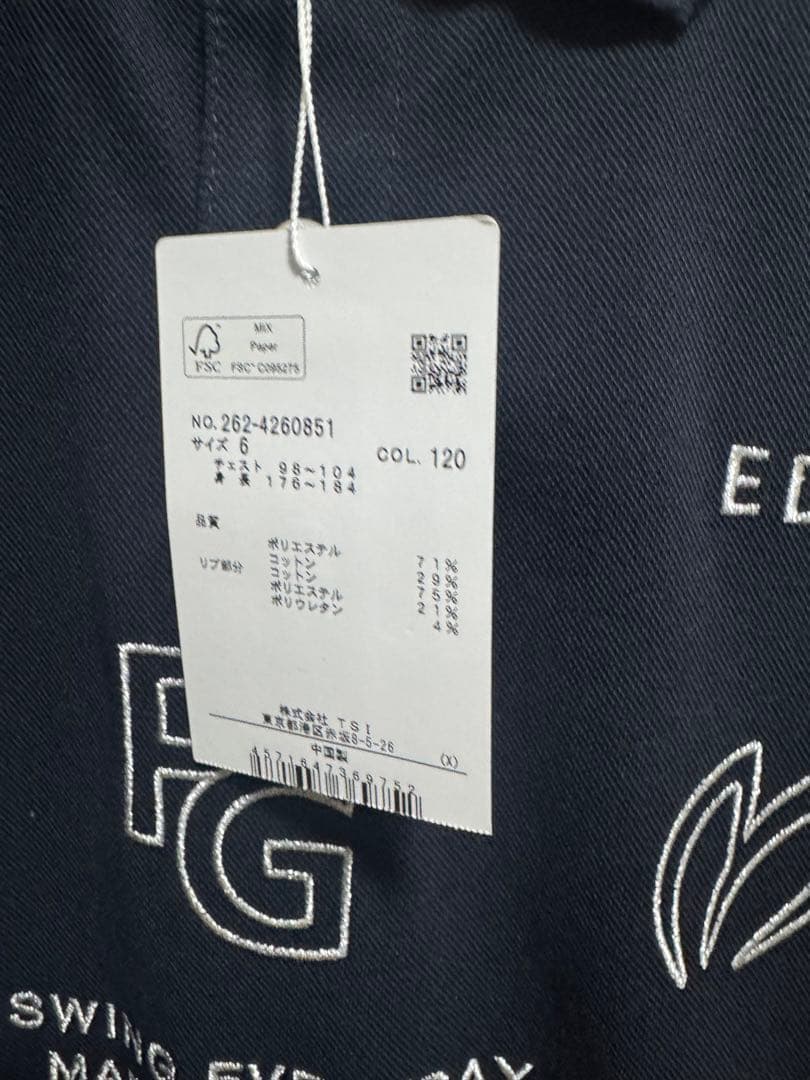 MIX
Paper
FSC FSC™ C095275
NO. 262-4260851
サイズ 6
COL. 120
チェスト 98~104
身長 176~184
品質
ポリエステル 71%
コットン 29%
リブ部分 コットン 75%
ポリエステル 21%
ポリウレタン 4%
株式会社 TSI
東京都港区赤坂8-5-26
中国製 (X)
4571647369752
PG
SWING